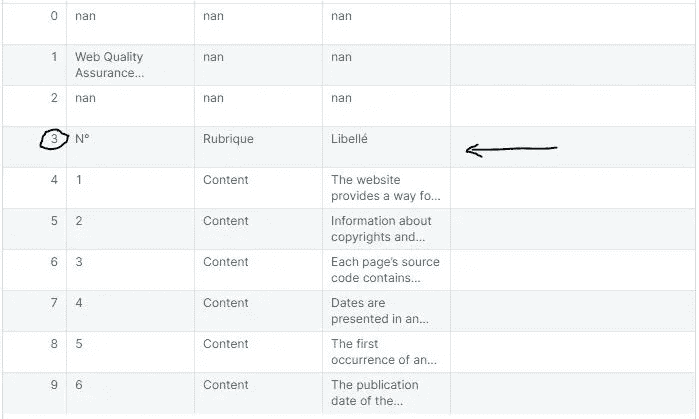 0 nan nan nan
1 Web Quality nan nan
Assurance...
2 nan nan nan
3 N° Rubrique Libellé
4 1 Content The website
provides a way fo...
5 2 Content Information about
copyrights and...
6 3 Content Each page's source
code contains...
7 4 Content Dates are
presented in an...
8 5 Content The first
occurrence of an...
9 6 Content The publication
date of the...